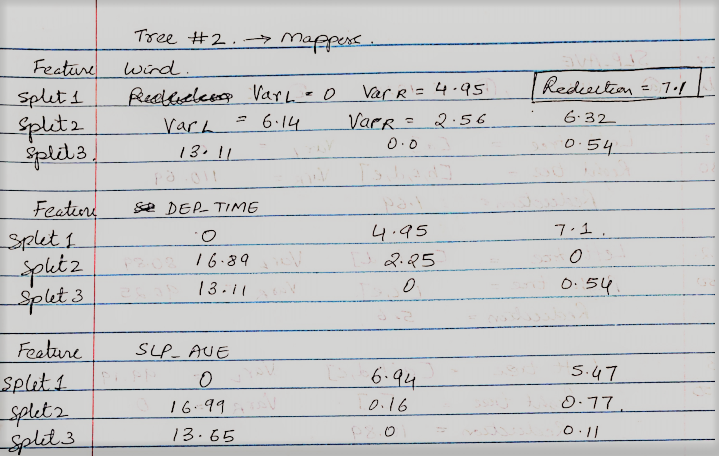 Tree #2. → Mappers.
Feature Wind.
Split 1 VarL = 0 VarR = 4.95 Reduction = 7.1
Split 2 VarL = 6.14 VarR = 2.56 6.32
Split 3. 13.11 0.0 0.54
Feature DEP_TIME
Split 1 0 4.95 7.1.
Split 2 16.89 2.25 0
Split 3 13.11 0 0.54
Feature SLP_AVE
Split 1 0 6.94 5.47
Split 2 16.99 0.16 0.77.
Split 3 13.65 0 0.11